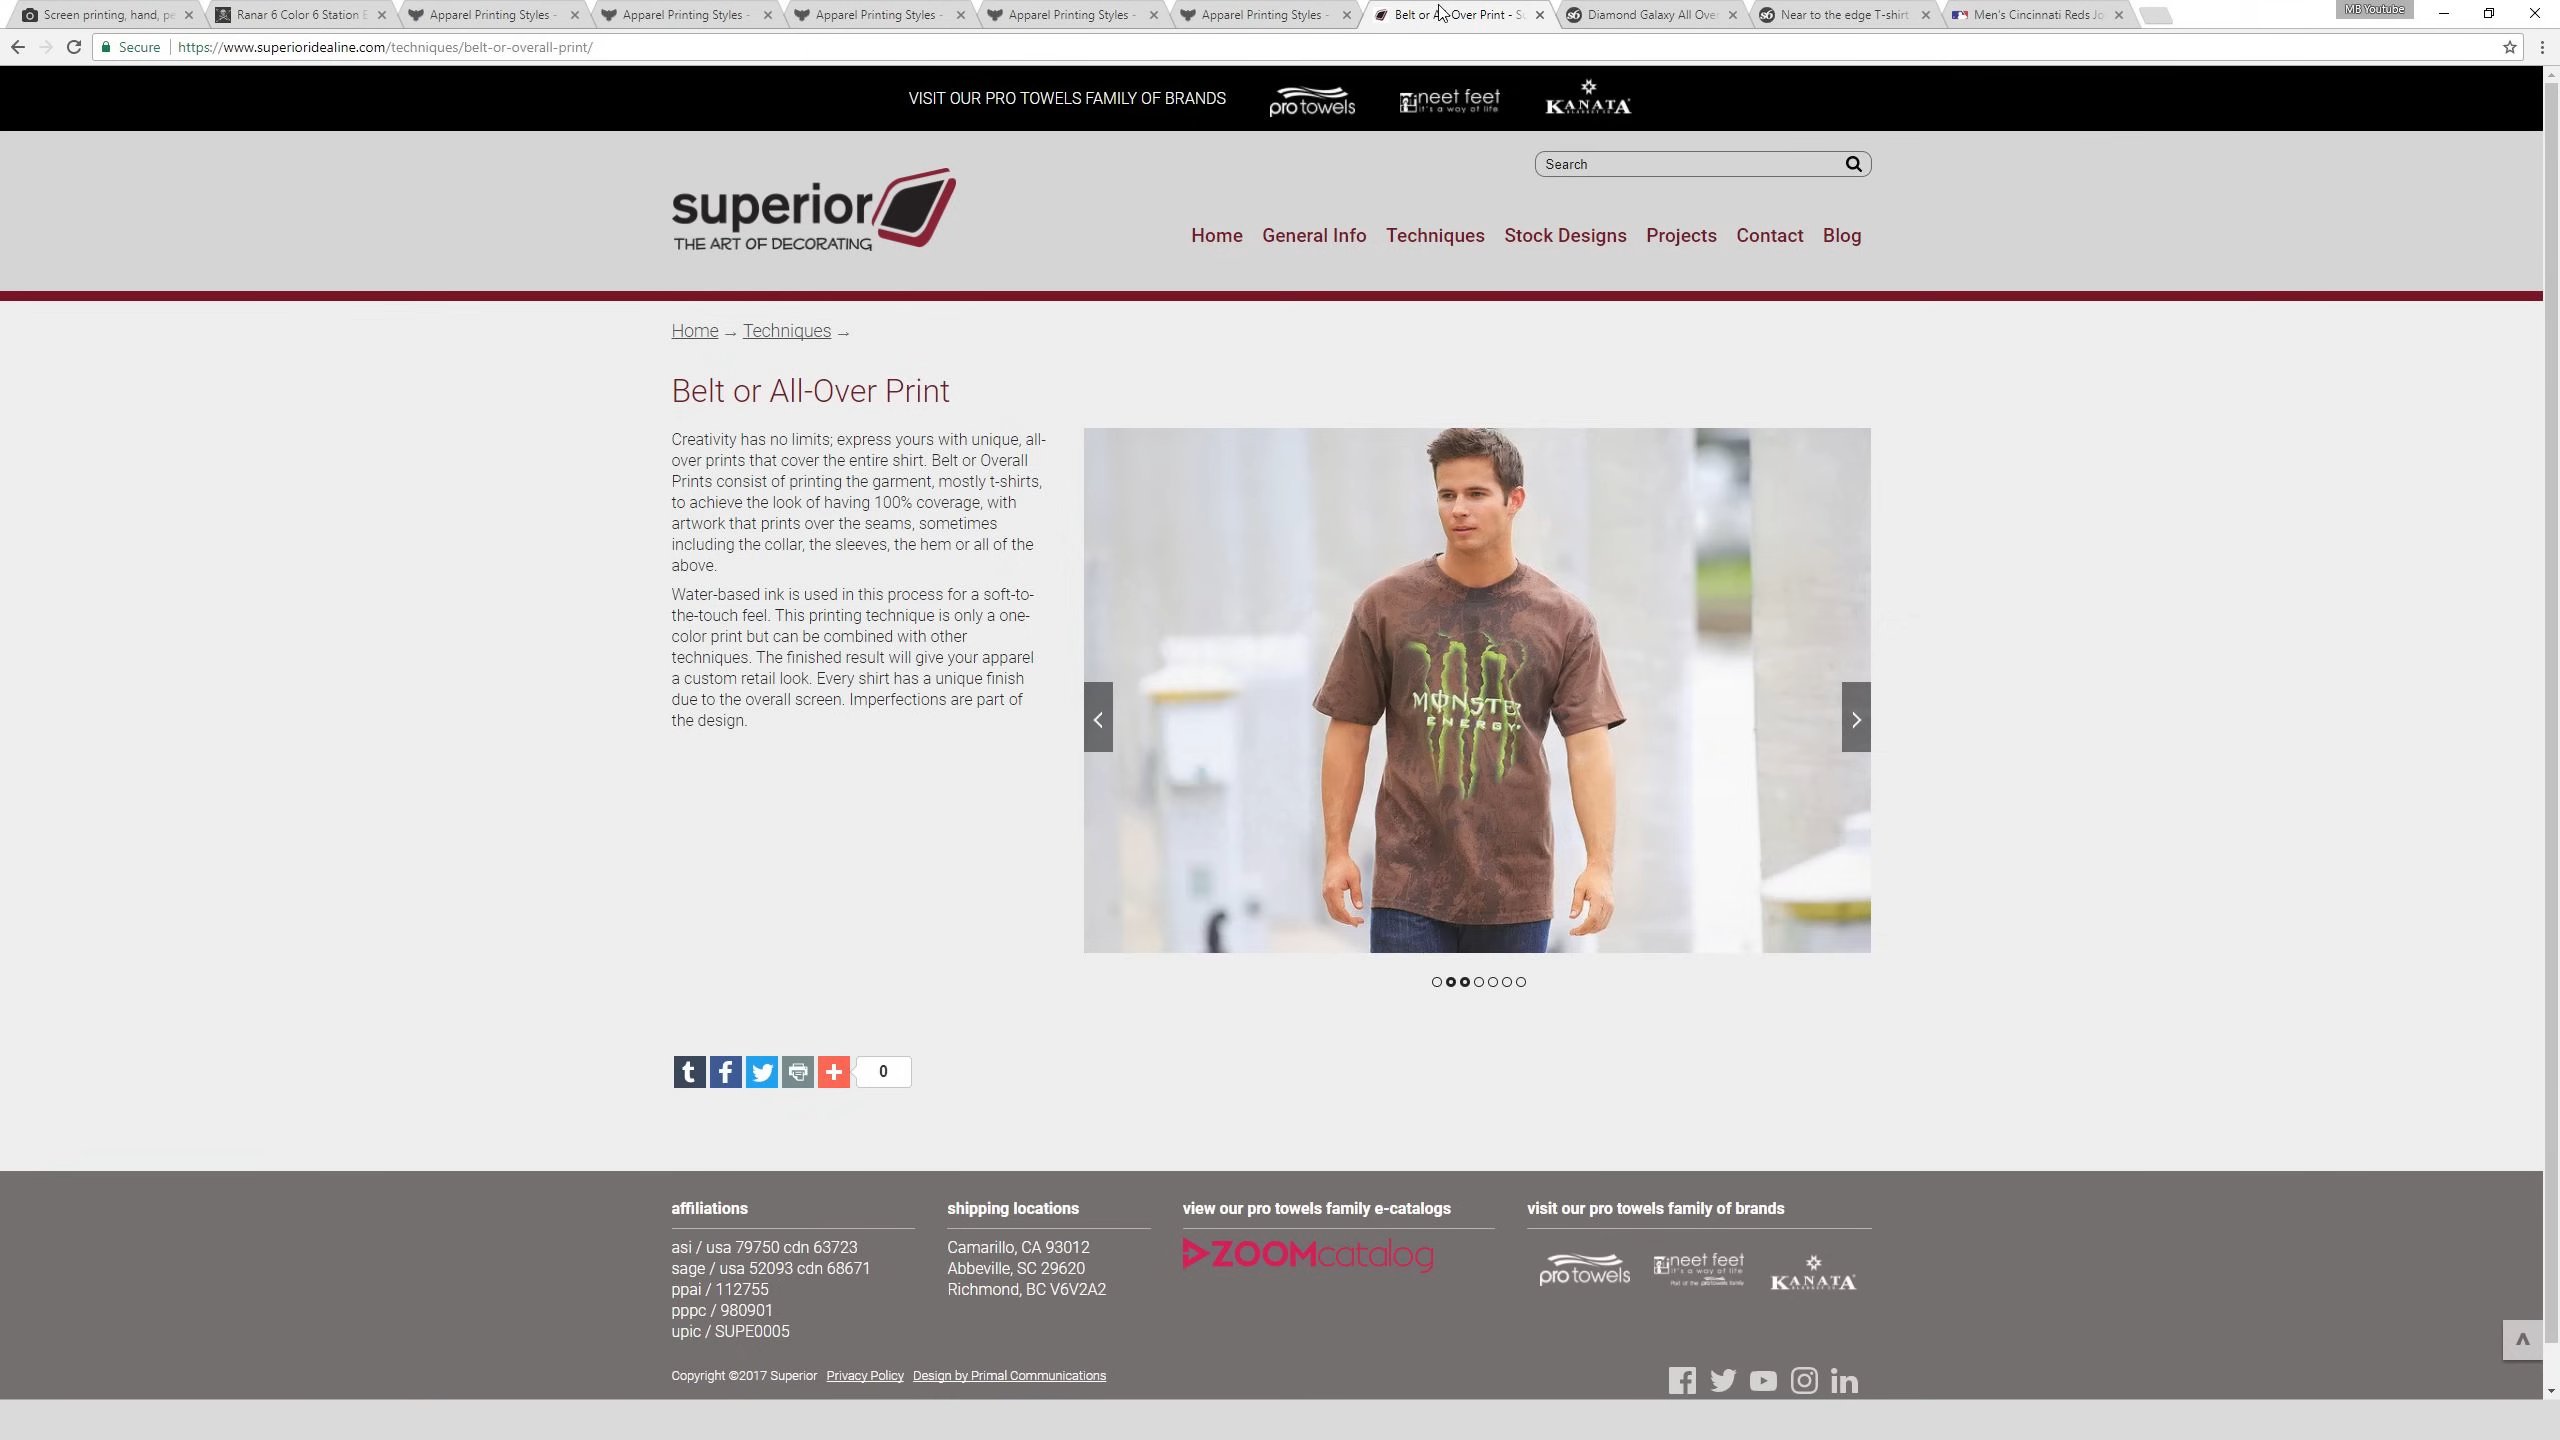 Screen printing, hand, pe
Ranar 6 Color 6 Station E
Apparel Printing Styles -
Apparel Printing Styles -
Apparel Printing Styles -
Apparel Printing Styles -
Apparel Printing Styles -
Belt or A -Over Print - Su
Diamond Galaxy All Over
Near to the edge T-shirt
Men's Cincinnati Reds Jo
MB Youtube
Secure https://www.superioridealine.com/techniques/belt-or-overall-print/
VISIT OUR PRO TOWELS FAMILY OF BRANDS
pro towels
neet feet
it's a way of life
KANATA
Search
superior
THE ART OF DECORATING
Home General Info Techniques Stock Designs Projects Contact Blog
Home → Techniques →
Belt or All-Over Print
Creativity has no limits; express yours with unique, all-
over prints that cover the entire shirt. Belt or Overall
Prints consist of printing the garment, mostly t-shirts,
to achieve the look of having 100% coverage, with
artwork that prints over the seams, sometimes
including the collar, the sleeves, the hem or all of the
above.
Water-based ink is used in this process for a soft-to-
the-touch feel. This printing technique is only a one-
color print but can be combined with other
techniques. The finished result will give your apparel
a custom retail look. Every shirt has a unique finish
due to the overall screen. Imperfections are part of
the design.
MONSTE
ENERGY
0
affiliations
asi / usa 79750 cdn 63723
sage / usa 52093 cdn 68671
ppai / 112755
pppc / 980901
upic / SUPE0005
shipping locations
Camarillo, CA 93012
Abbeville, SC 29620
Richmond, BC V6V2A2
view our pro towels family e-catalogs
ZOOMcatalog
visit our pro towels family of brands
pro towels
neet feet
it's a way of life
KANATA
Copyright ©2017 Superior Privacy Policy Design by Primal Communications